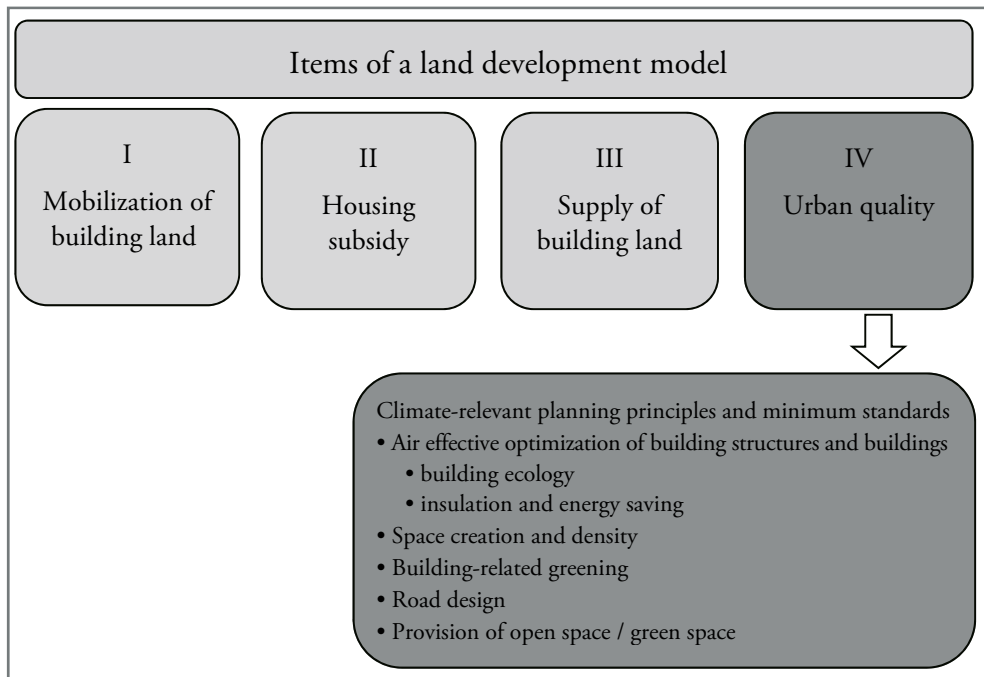 Items of a land development model
I
Mobilization of
building land
II
Housing
subsidy
III
Supply of
building land
IV
Urban quality
Climate-relevant planning principles and minimum standards
• Air effective optimization of building structures and buildings
• building ecology
• insulation and energy saving
• Space creation and density
• Building-related greening
• Road design
• Provision of open space / green space